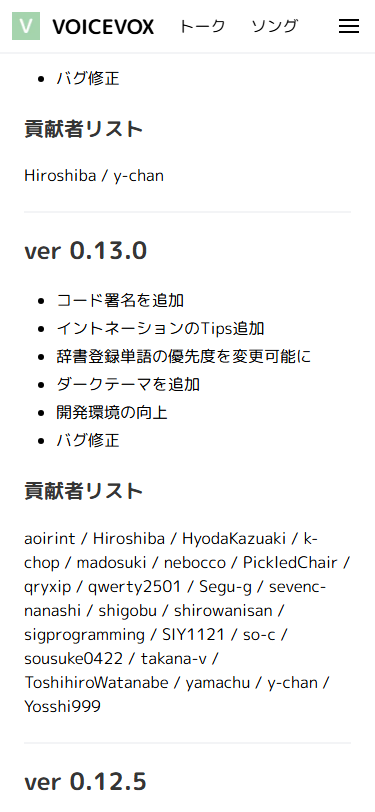 V VOICEVOX トーク ソング
バグ修正
貢献者リスト
Hiroshiba / y-chan
ver 0.13.0
コード署名を追加
イントネーションのTips追加
辞書登録単語の優先度を変更可能に
ダークテーマを追加
開発環境の向上
バグ修正
貢献者リスト
aoirint / Hiroshiba / HyodaKazuaki / k-
chop / madosuki / nebocco / PickledChair /
qryxip / qwerty2501 / Segu-g / sevenc-
nanashi / shigobu / shirowanisan /
sigprogramming / SIY1121 / so-c /
sousuke0422 / takana-v /
ToshihiroWatanabe / yamachu / y-chan /
Yosshi999
ver 0.12.5